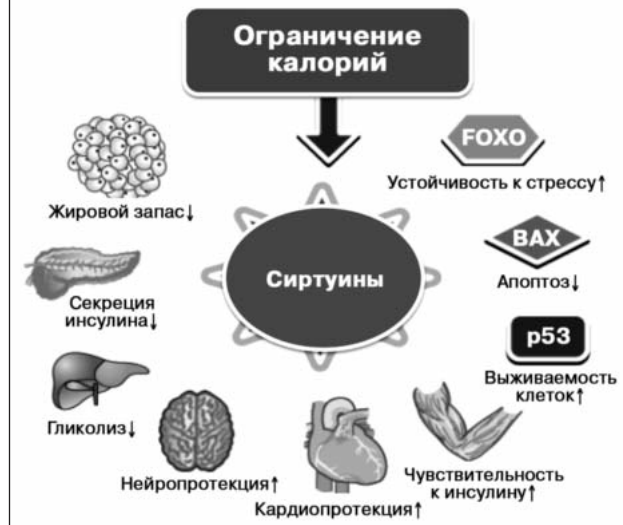 Ограничение
калорий
FOXO
Устойчивость к стрессу↑
Жировой запас↓
BAX
Апоптоз↓
Сиртуины
Секреция
инсулина↓
p53
Выживаемость
клеток↑
Гликолиз↓
Нейропротекция↑
Кардиопротекция↑
Чувствительность
к инсулину↑